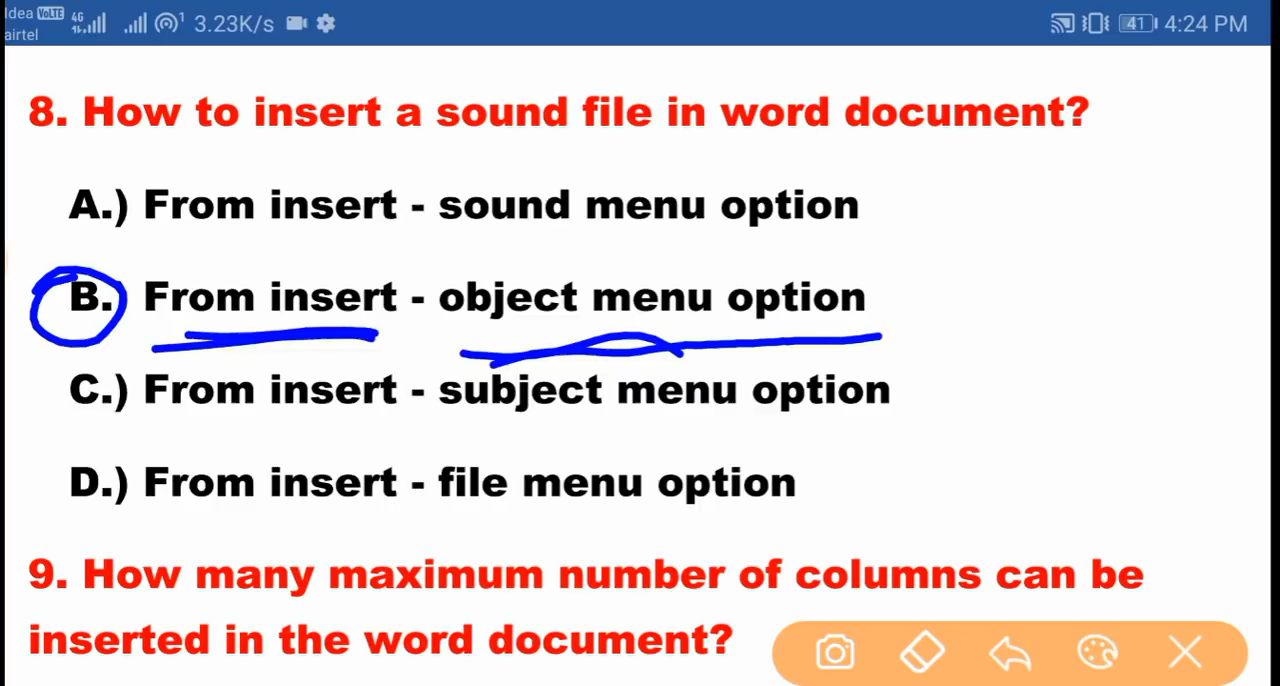 Idea VoLTE 4G 1 3.23K/s 41 4:24 PM
airtel
8. How to insert a sound file in word document?
A.) From insert - sound menu option
B. From insert - object menu option
C.) From insert - subject menu option
D.) From insert - file menu option
9. How many maximum number of columns can be
inserted in the word document?